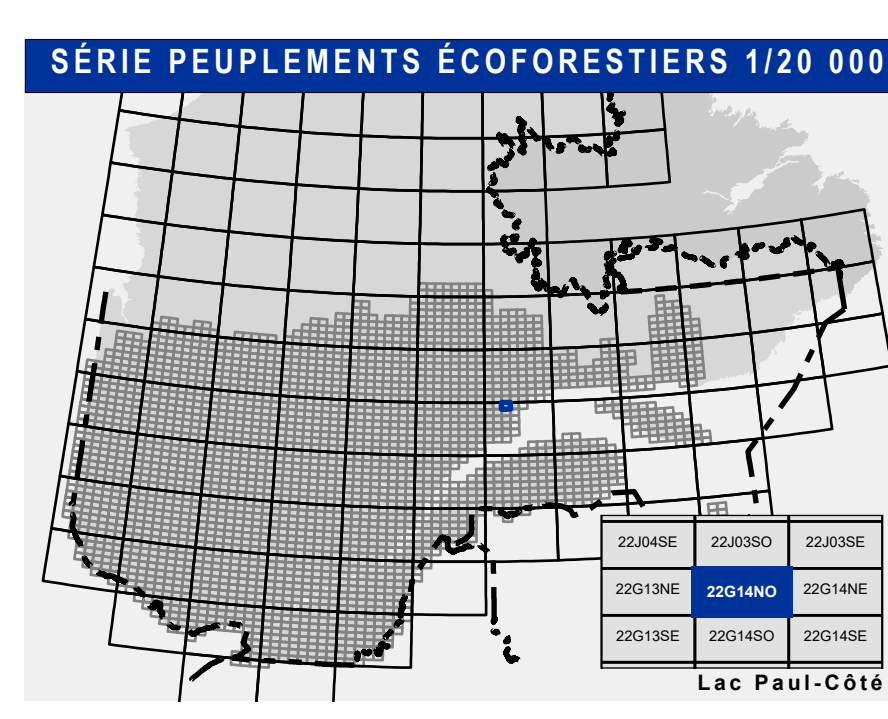 SÉRIE PEUPLEMENTS ÉCOFORESTIERS 1/20 000
22J04SE 22J03SO 22J03SE
22G13NE 22G14NO 22G14NE
22G13SE 22G14SO 22G14SE
Lac Paul-Côté